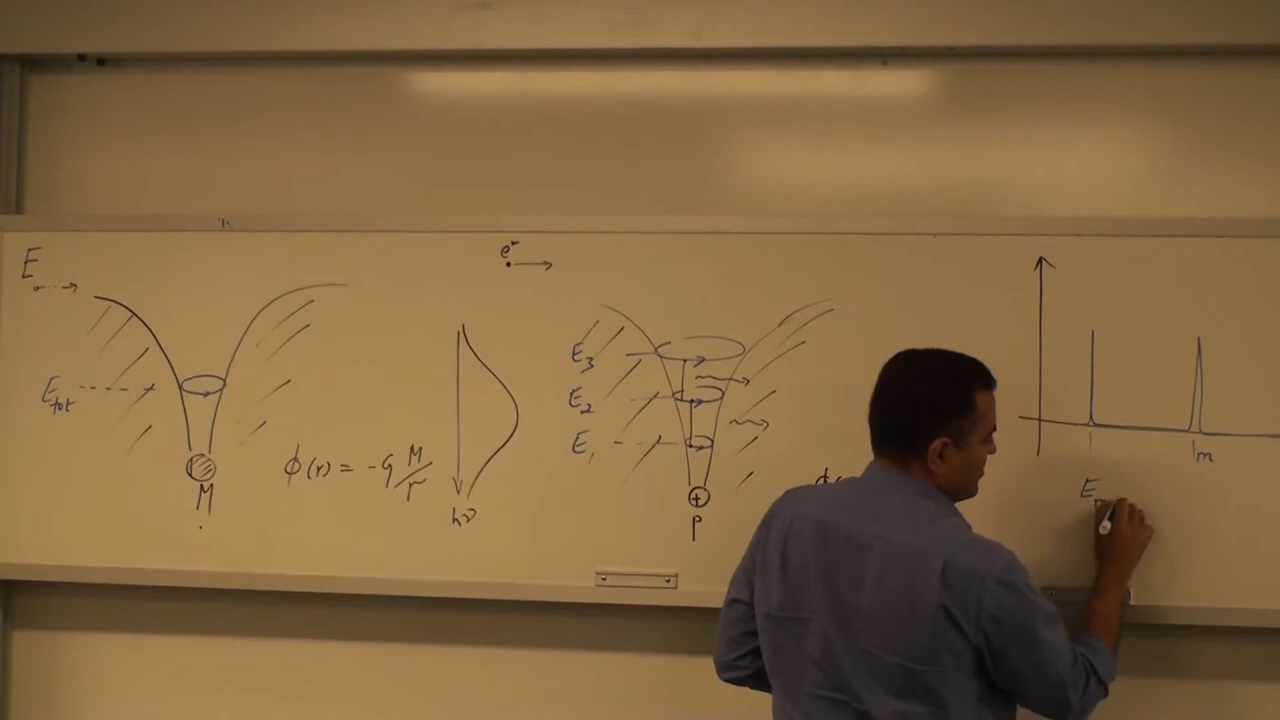 E
E_tot
M
φ(r) = -G M/r
hν
e⁻
E₃
E₂
E₁
+
P
m
E